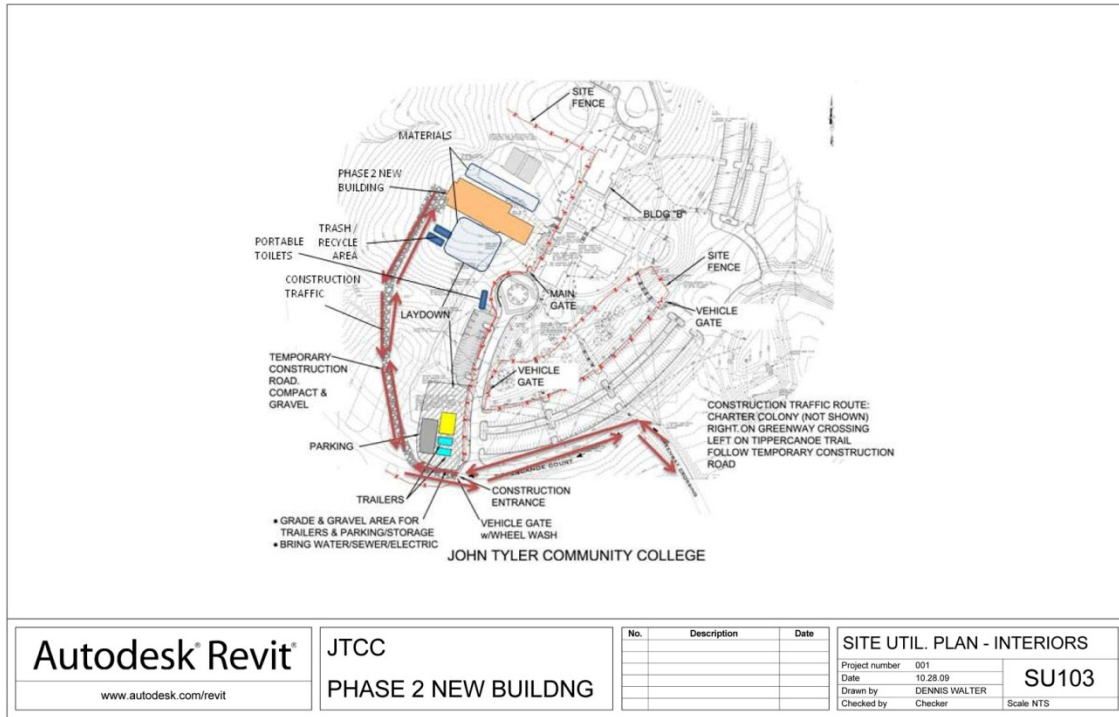 SITE
FENCE
MATERIALS
PHASE 2 NEW
BUILDING
BLDG "B"
TRASH /
RECYCLE
AREA
PORTABLE
TOILETS
SITE
FENCE
CONSTRUCTION
TRAFFIC
MAIN
GATE
VEHICLE
GATE
LAYDOWN
TEMPORARY
CONSTRUCTION
ROAD.
COMPACT &
GRAVEL
VEHICLE
GATE
CONSTRUCTION TRAFFIC ROUTE:
CHARTER COLONY (NOT SHOWN)
RIGHT ON GREENWAY CROSSING
LEFT ON TIPPERCANOE TRAIL
FOLLOW TEMPORARY CONSTRUCTION
ROAD
PARKING
TRAILERS
CONSTRUCTION
ENTRANCE
• GRADE & GRAVEL AREA FOR
TRAILERS & PARKING/STORAGE
• BRING WATER/SEWER/ELECTRIC
VEHICLE GATE
w/WHEEL WASH
JOHN TYLER COMMUNITY COLLEGE
Autodesk® Revit®
www.autodesk.com/revit
JTCC
PHASE 2 NEW BUILDNG
No. Description Date
SITE UTIL. PLAN - INTERIORS
Project number 001
Date 10.28.09
Drawn by DENNIS WALTER
Checked by Checker
SU103
Scale NTS